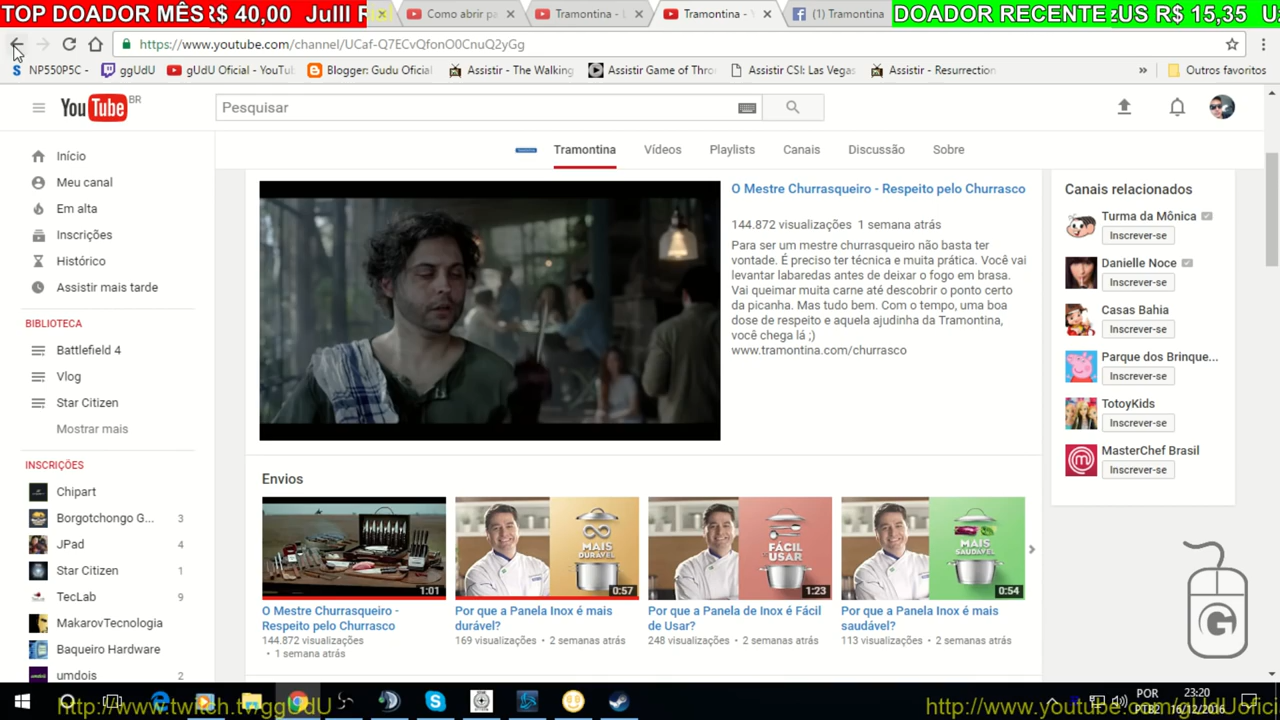 TOP DOADOR MÊS R$ 40,00 JulII
Como abrir pa
Tramontina - L
Tramontina -
(1) Tramontina
DOADOR RECENTE US R$ 15,35
https://www.youtube.com/channel/UCaf-Q7ECvQfonO0CnuQ2yGg
NP550P5C -
ggUdU
gUdU Oficial - YouTu
Blogger: Gudu Oficial
Assistir - The Walking
Assistir Game of Thro
Assistir CSI: Las Vegas
Assistir - Resurrection
»
Outros favoritos
YouTube BR
Pesquisar
Início
Meu canal
Em alta
Inscrições
Histórico
Assistir mais tarde
BIBLIOTECA
Battlefield 4
Vlog
Star Citizen
Mostrar mais
INSCRIÇÕES
Chipart
Borgotchongo G... 3
JPad 4
Star Citizen 1
TecLab 9
MakarovTecnologia
Baqueiro Hardware
umdois 2
Tramontina Vídeos Playlists Canais Discussão Sobre
O Mestre Churrasqueiro - Respeito pelo Churrasco
144.872 visualizações 1 semana atrás
Para ser um mestre churrasqueiro não basta ter
vontade. É preciso ter técnica e muita prática. Você vai
levantar labaredas antes de deixar o fogo em brasa.
Vai queimar muita carne até descobrir o ponto certo
da picanha. Mas tudo bem. Com o tempo, uma boa
dose de respeito e aquela ajudinha da Tramontina,
você chega lá ;)
www.tramontina.com/churrasco
Envios
MAIS
DURÁVEL
FÁCIL
USAR
MAIS
SAUDÁVEL
1:01
0:57
1:23
0:54
O Mestre Churrasqueiro -
Respeito pelo Churrasco
144.872 visualizações
• 1 semana atrás
Por que a Panela Inox é mais
durável?
169 visualizações • 2 semanas atrás
Por que a Panela de Inox é Fácil
de Usar?
248 visualizações • 2 semanas atrás
Por que a Panela Inox é mais
saudável?
113 visualizações • 2 semanas atrás
Canais relacionados
Turma da Mônica
Inscrever-se
Danielle Noce
Inscrever-se
Casas Bahia
Inscrever-se
Parque dos Brinque...
Inscrever-se
TotoyKids
Inscrever-se
MasterChef Brasil
Inscrever-se
G
http://www.twitch.tv/ggUdU
http://www.youtube.com/gUduOficial
POR
PTB2
23:20
16/12/2016